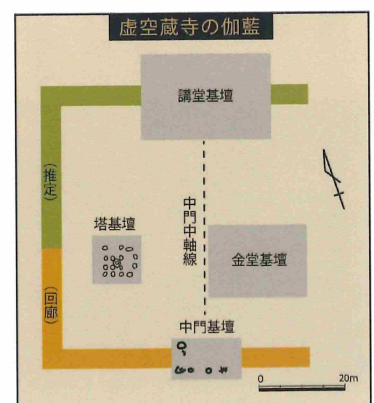 虚空蔵寺の伽藍
講堂基壇
(推定)
中門中軸線
塔基壇
金堂基壇
(回廊)
中門基壇
0 20m